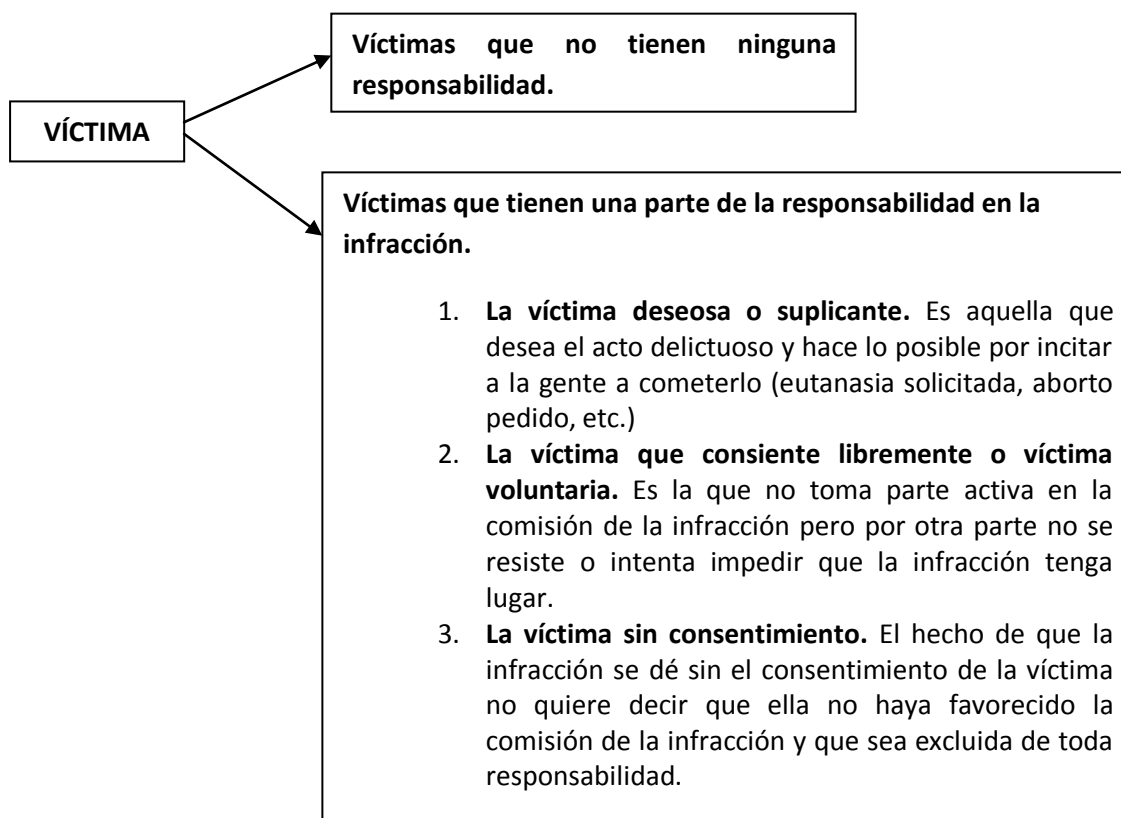 Víctimas que no tienen ninguna
responsabilidad.
VÍCTIMA
Víctimas que tienen una parte de la responsabilidad en la
infracción.
1. La víctima deseosa o suplicante. Es aquella que
desea el acto delictuoso y hace lo posible por incitar
a la gente a cometerlo (eutanasia solicitada, aborto
pedido, etc.)
2. La víctima que consiente libremente o víctima
voluntaria. Es la que no toma parte activa en la
comisión de la infracción pero por otra parte no se
resiste o intenta impedir que la infracción tenga
lugar.
3. La víctima sin consentimiento. El hecho de que la
infracción se dé sin el consentimiento de la víctima
no quiere decir que ella no haya favorecido la
comisión de la infracción y que sea excluida de toda
responsabilidad.